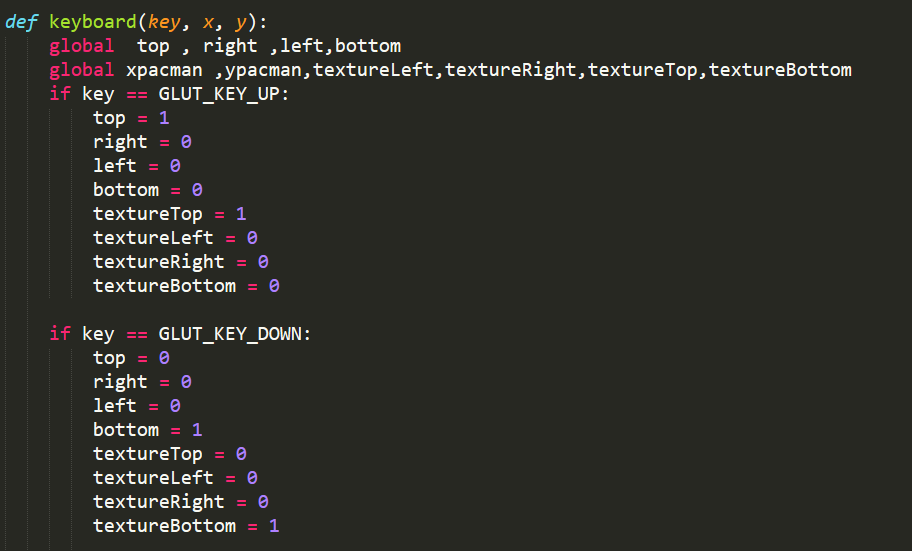 def keyboard(key, x, y):
    global  top , right ,left,bottom
    global xpacman ,ypacman,textureLeft,textureRight,textureTop,textureBottom
    if key == GLUT_KEY_UP:
        top = 1
        right = 0
        left = 0
        bottom = 0
        textureTop = 1
        textureLeft = 0
        textureRight = 0
        textureBottom = 0

    if key == GLUT_KEY_DOWN:
        top = 0
        right = 0
        left = 0
        bottom = 1
        textureTop = 0
        textureLeft = 0
        textureRight = 0
        textureBottom = 1